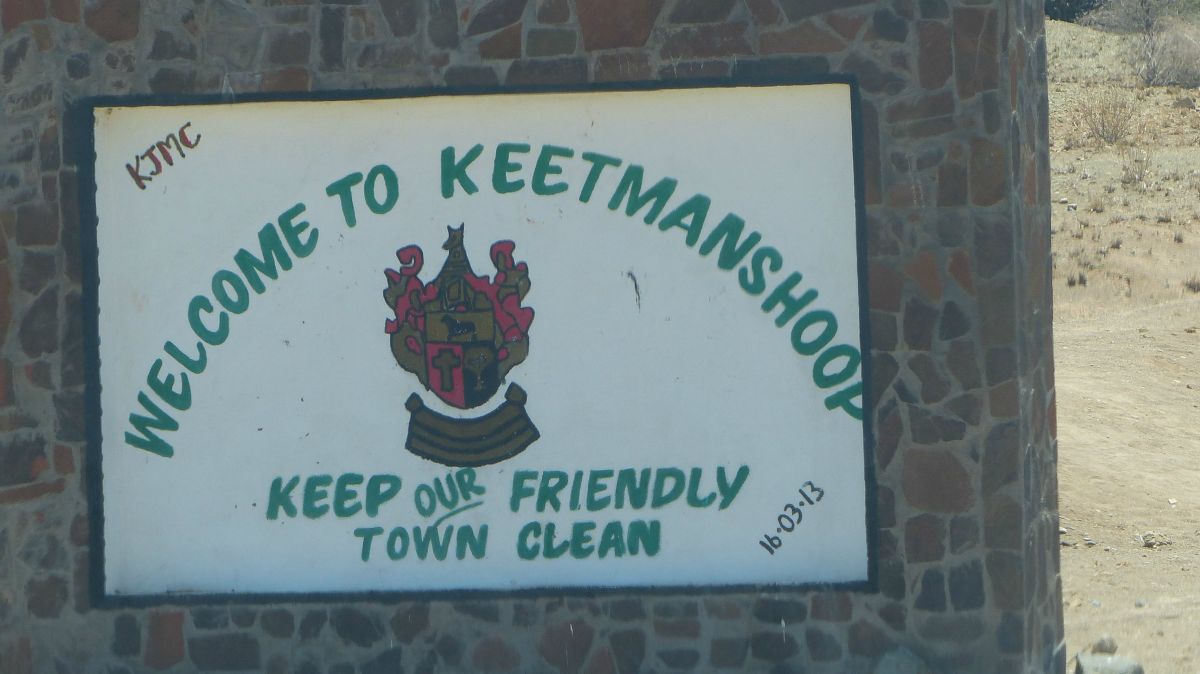 KJMC
WELCOME TO KEETMANSHOOP
KEEP OUR FRIENDLY
TOWN CLEAN
16·03·13